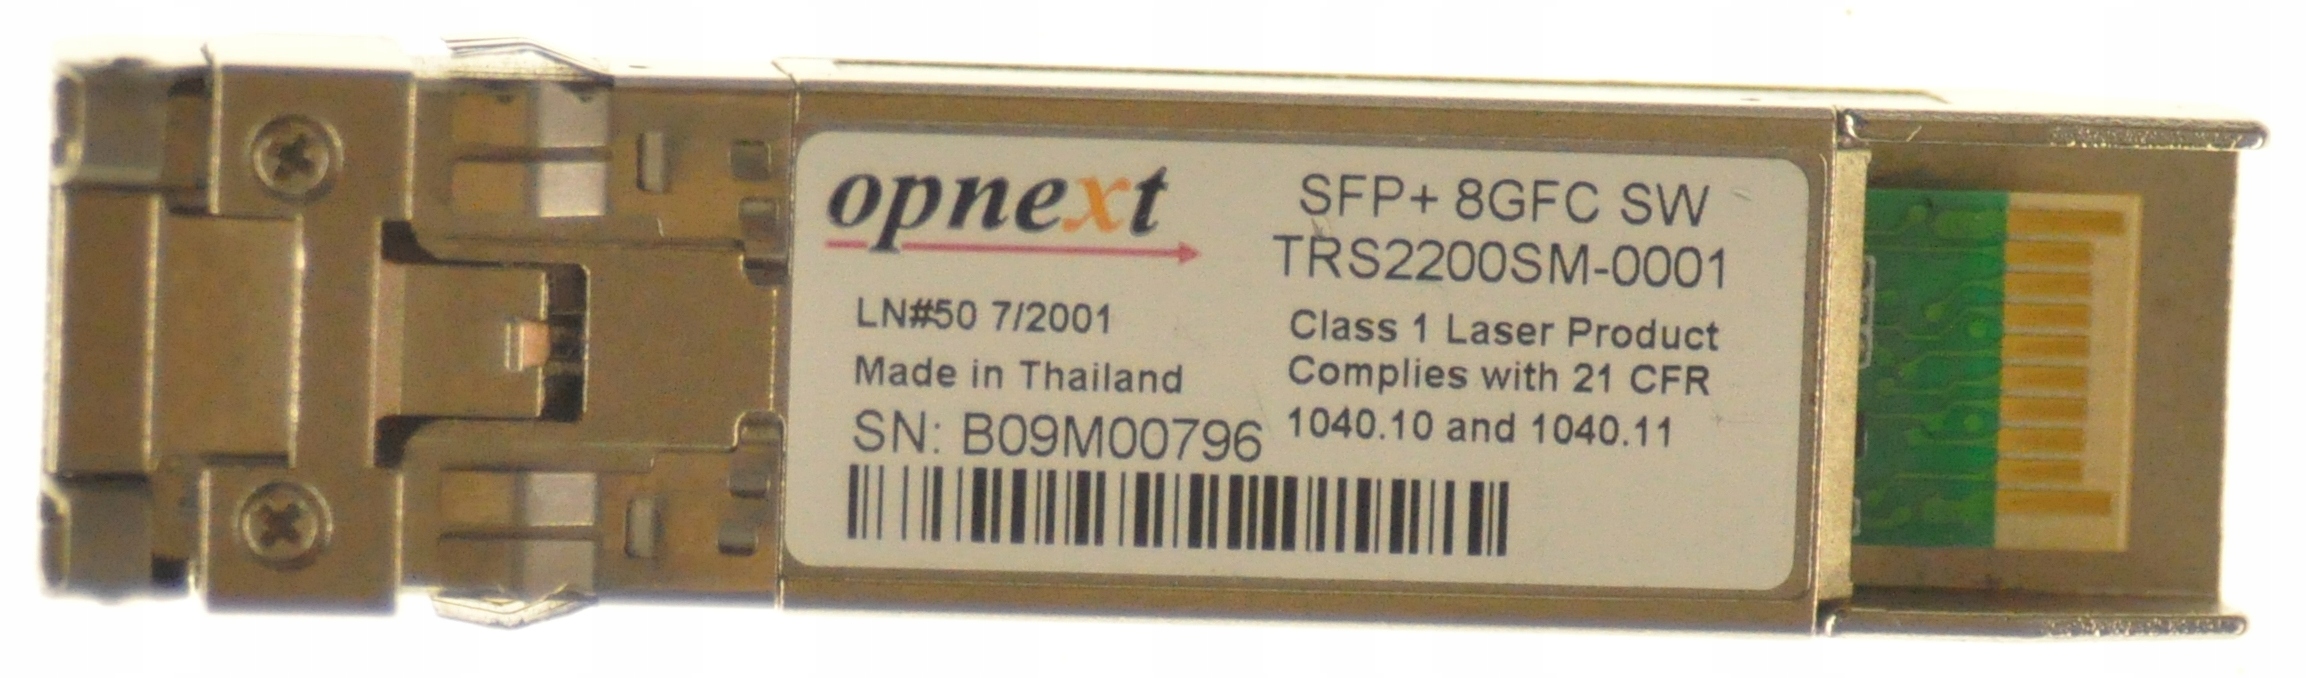 opnext
SFP+ 8GFC SW
TRS2200SM-0001
LN#50 7/2001
Made in Thailand
SN: B09M00796
Class 1 Laser Product
Complies with 21 CFR
1040.10 and 1040.11